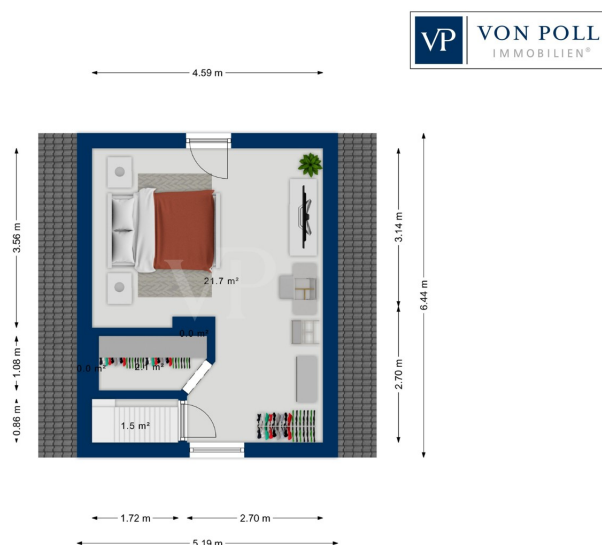 VP VON POLL
IMMOBILIEN®
4.59 m
3.56 m
3.14 m
6.44 m
21.7 m²
VP
0.0 m²
1.08 m
0.0 m²
2.1 m²
2.70 m
0.86 m
1.5 m²
1.72 m
2.70 m
5.19 m